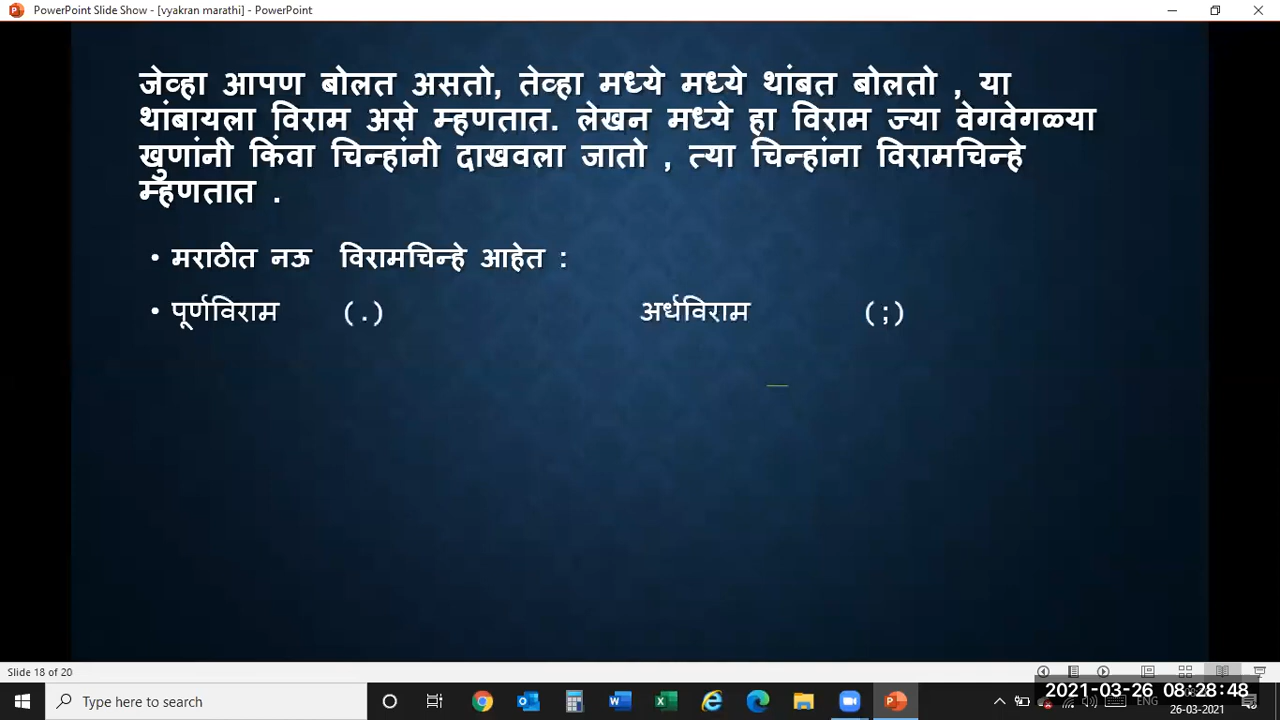 PowerPoint Slide Show - [vyakran marathi] - PowerPoint
जेव्हा आपण बोलत असतो, तेव्हा मध्ये मध्ये थांबत बोलतो , या
थांबायला विराम असे म्हणतात. लेखन मध्ये हा विराम ज्या वेगवेगळ्या
खुणांनी किंवा चिन्हांनी दाखवला जातो , त्या चिन्हांना विरामचिन्हे
म्हणतात .
• मराठीत नऊ विरामचिन्हे आहेत :
• पूर्णविराम ( . ) अर्धविराम ( ; )
Slide 18 of 20
Type here to search
ENG
2021-03-26 08:28:48
26-03-2021